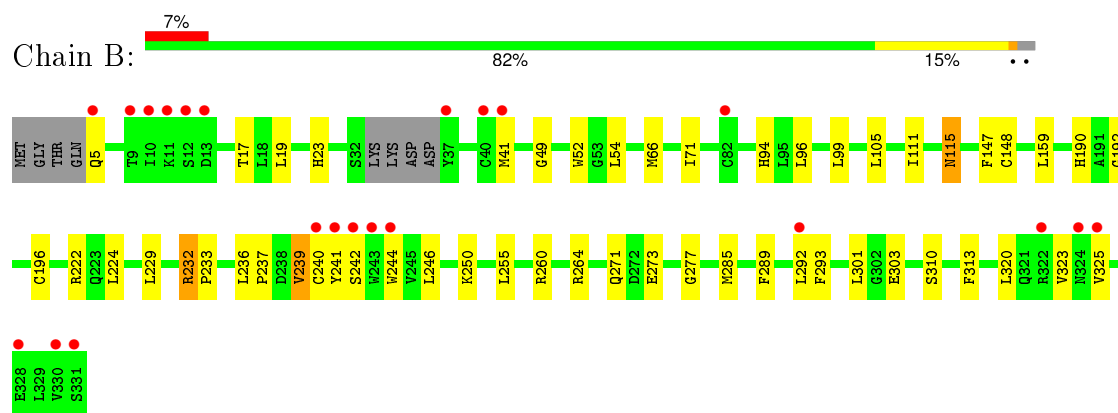 7%
Chain B:
82% 15% • •
MET GLY THR GLN Q5 T9 I10 K11 S12 D13 T17 L18 L19 H23 S32 LYS LYS ASP ASP Y37 C40 M41 G49 W52 G53 L54 M66 I71 C82 H94 L95 L96 L99 L105 I111 N115 F147 C148 L159 H190 A191 G192
C196 R222 Q223 L224 L229 R232 P233 L236 P237 D238 V239 C240 Y241 S242 W243 W244 V245 L246 K250 L255 R260 R264 Q271 D272 E273 G277 M285 F289 L292 F293 L301 G302 E303 S310 F313 L320 Q321 R322 V323 N324 V325
E328 L329 V330 S331